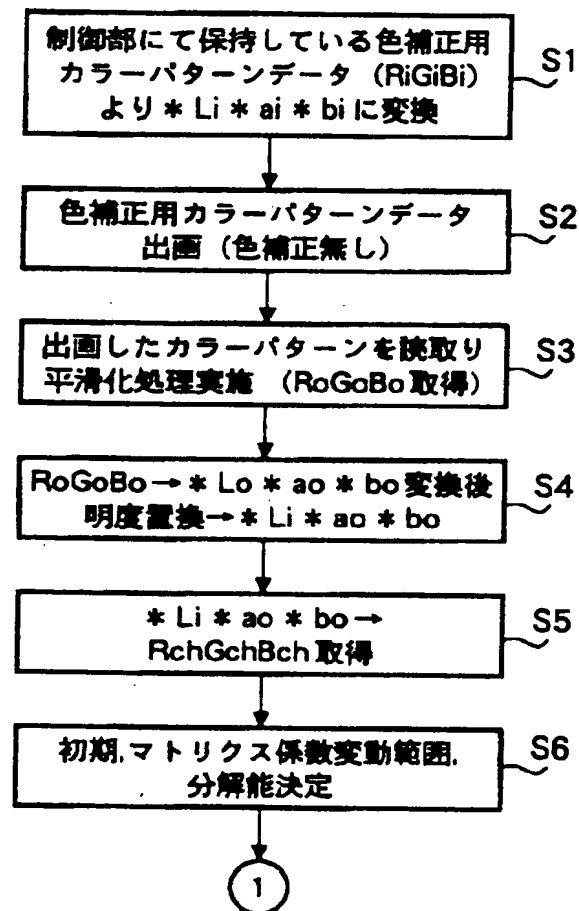 制御部にて保持している色補正用
カラーパターンデータ (RiGiBi)
より＊Li＊ai＊biに変換
S1
色補正用カラーパターンデータ
出画 (色補正無し)
S2
出画したカラーパターンを読取り
平滑化処理実施 (RoGoBo取得)
S3
RoGoBo→＊Lo＊ao＊bo変換後
明度置換→＊Li＊ao＊bo
S4
＊Li＊ao＊bo→
RchGchBch取得
S5
初期,マトリクス係数変動範囲,
分解能決定
S6
1